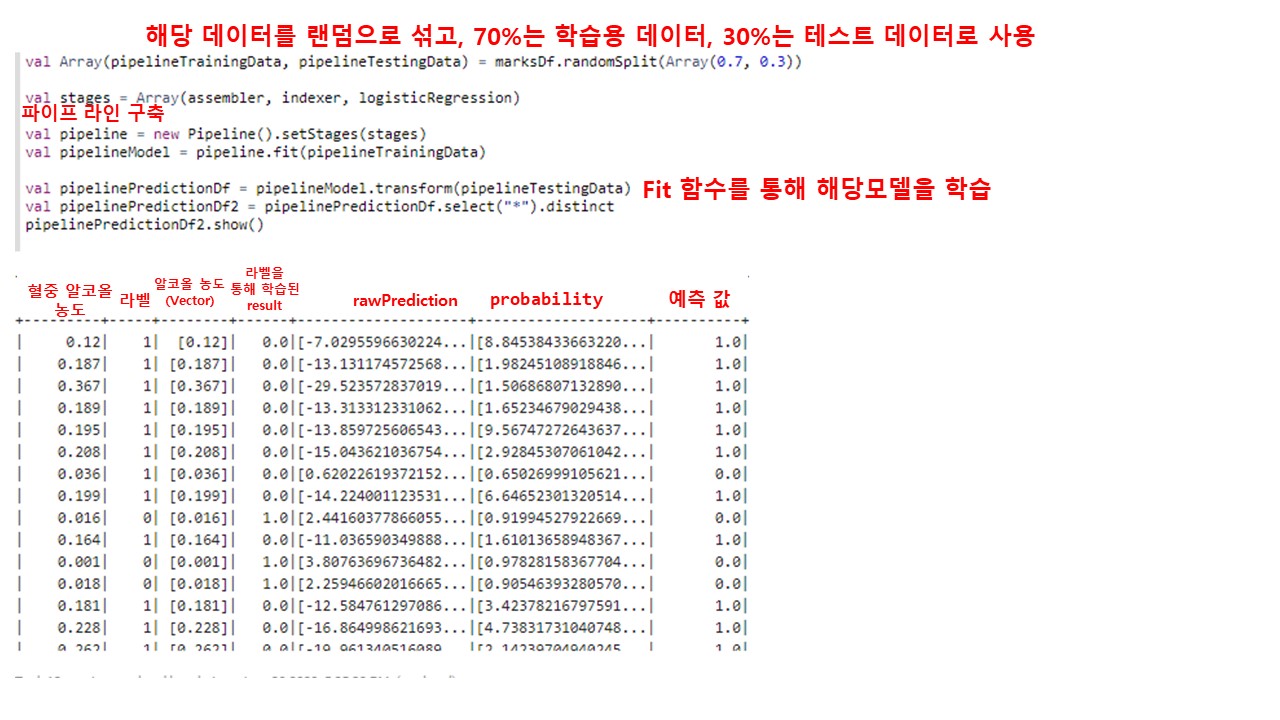 해당 데이터를 랜덤으로 섞고, 70%는 학습용 데이터, 30%는 테스트 데이터로 사용
val Array(pipelineTrainingData, pipelineTestingData) = marksDf.randomSplit(Array(0.7, 0.3))
val stages = Array(assembler, indexer, logisticRegression)
파이프 라인 구축
val pipeline = new Pipeline().setStages(stages)
val pipelineModel = pipeline.fit(pipelineTrainingData)
val pipelinePredictionDf = pipelineModel.transform(pipelineTestingData) Fit 함수를 통해 해당모델을 학습
val pipelinePredictionDf2 = pipelinePredictionDf.select("*").distinct
pipelinePredictionDf2.show()
혈중 알코올 농도 라벨 알코올 농도 (Vector) 라벨을 통해 학습된 result rawPrediction probability 예측 값
+---------+-----+--------+------+--------------------+--------------------+----------+
| 0.12| 1| [0.12]| 0.0|[-7.0295596630224...|[8.84538433663220...| 1.0|
| 0.187| 1| [0.187]| 0.0|[-13.131174572568...|[1.98245108918846...| 1.0|
| 0.367| 1| [0.367]| 0.0|[-29.523572837019...|[1.50686807132890...| 1.0|
| 0.189| 1| [0.189]| 0.0|[-13.313312331062...|[1.65234679029438...| 1.0|
| 0.195| 1| [0.195]| 0.0|[-13.859725606543...|[9.56747272643637...| 1.0|
| 0.208| 1| [0.208]| 0.0|[-15.043621036754...|[2.92845307061042...| 1.0|
| 0.036| 1| [0.036]| 0.0|[0.62022619372152...|[0.65026999105621...| 0.0|
| 0.199| 1| [0.199]| 0.0|[-14.224001123531...|[6.64652301320514...| 1.0|
| 0.016| 0| [0.016]| 1.0|[2.44160377866055...|[0.91994527922669...| 0.0|
| 0.164| 1| [0.164]| 0.0|[-11.036590349888...|[1.61013658948367...| 1.0|
| 0.001| 0| [0.001]| 1.0|[3.80763696736482...|[0.97828158367704...| 0.0|
| 0.018| 0| [0.018]| 1.0|[2.25946602016665...|[0.90546393280570...| 0.0|
| 0.181| 1| [0.181]| 0.0|[-12.584761297086...|[3.42378216797591...| 1.0|
| 0.228| 1| [0.228]| 0.0|[-16.864998621693...|[4.73831731040748...| 1.0|
| 0.262| 1| [0.262]| 0.0|[-19.961340516089...|[2.14239704940245...| 1.0|